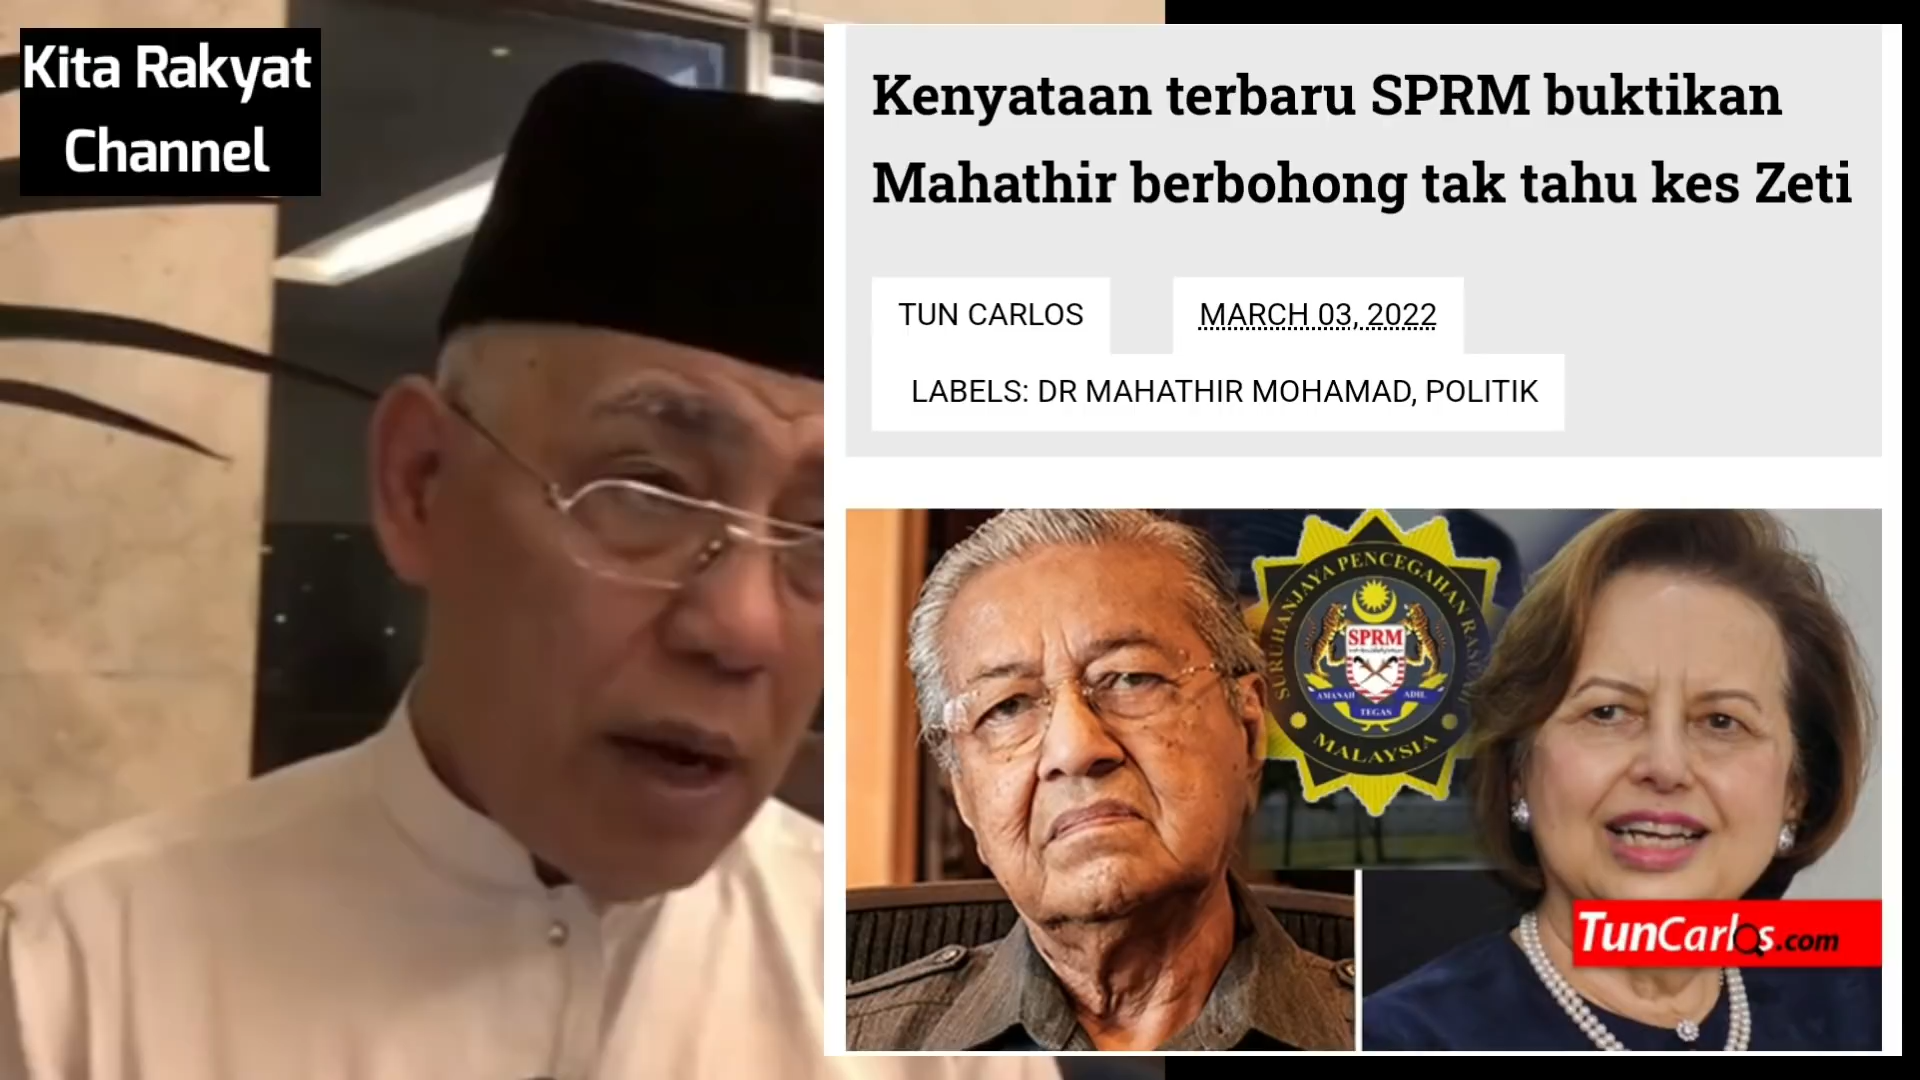 Kita Rakyat
Channel
Kenyataan terbaru SPRM buktikan
Mahathir berbohong tak tahu kes Zeti
TUN CARLOS
MARCH 03, 2022
LABELS: DR MAHATHIR MOHAMAD, POLITIK
SURUHANJAYA PENCEGAHAN RASUAH
SPRM
AMANAH
ADIL
TEGAS
MALAYSIA
TunCarlos.com